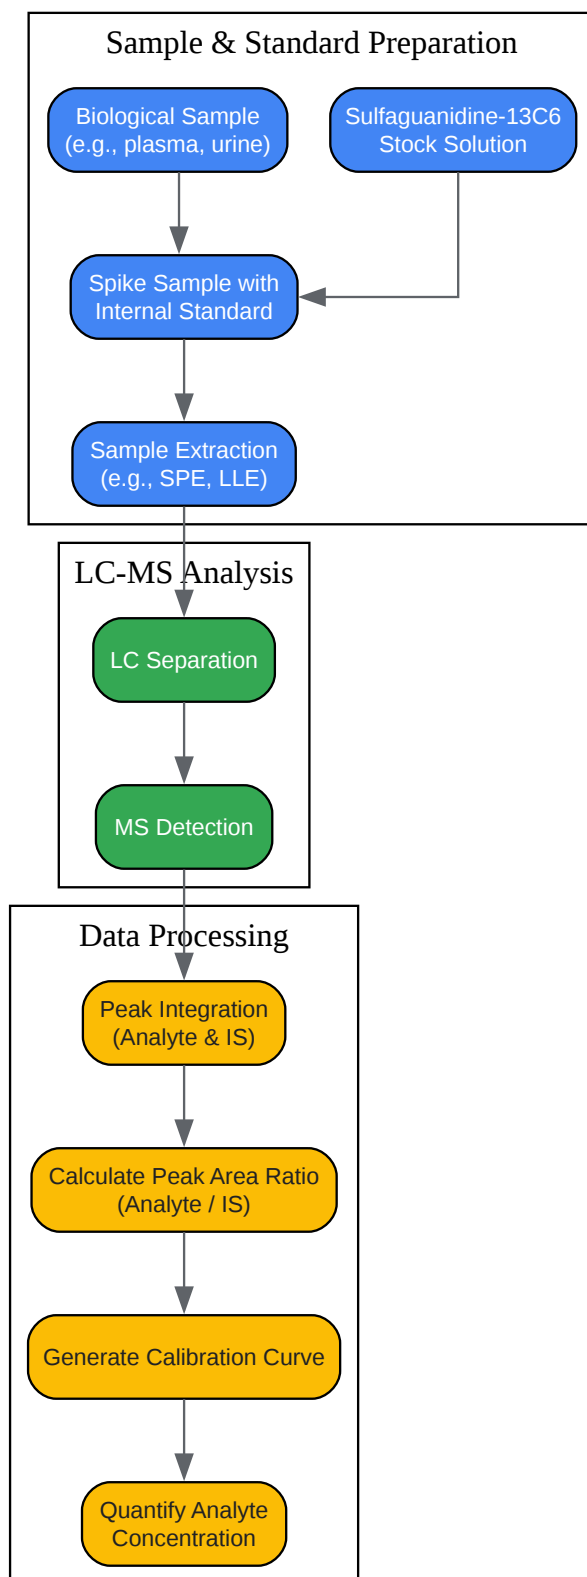 Sample & Standard Preparation
Biological Sample
(e.g., plasma, urine)
Sulfaguanidine-13C6
Stock Solution
Spike Sample with
Internal Standard
Sample Extraction
(e.g., SPE, LLE)
LC-MS Analysis
LC Separation
MS Detection
Data Processing
Peak Integration
(Analyte & IS)
Calculate Peak Area Ratio
(Analyte / IS)
Generate Calibration Curve
Quantify Analyte
Concentration